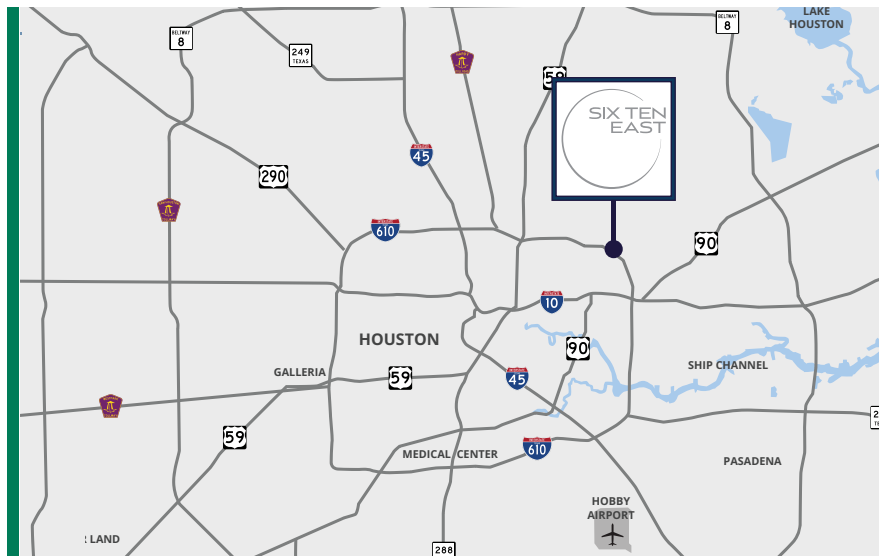 LAKE
HOUSTON
BELTWAY
8
BELTWAY
8
249
TEXAS
59
SIX TEN
EAST
45
290
610
90
10
HOUSTON
90
SHIP CHANNEL
GALLERIA
59
45
59
610
MEDICAL CENTER
PASADENA
HOBBY
AIRPORT
LAND
288